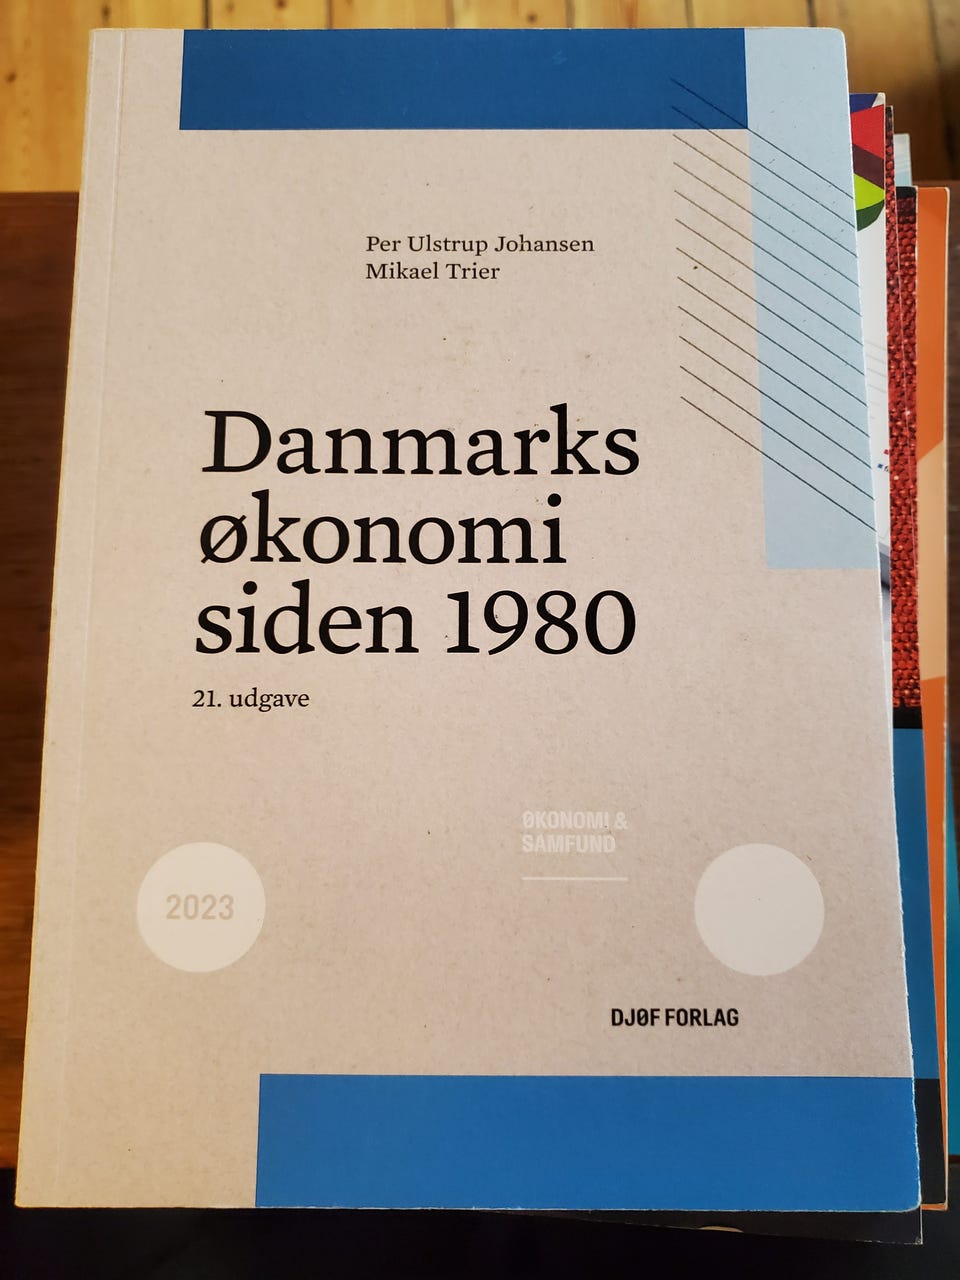 Per Ulstrup Johansen
Mikael Trier
Danmarks
økonomi
siden 1980
21. udgave
ØKONOMI &
SAMFUND
2023
DJØF FORLAG